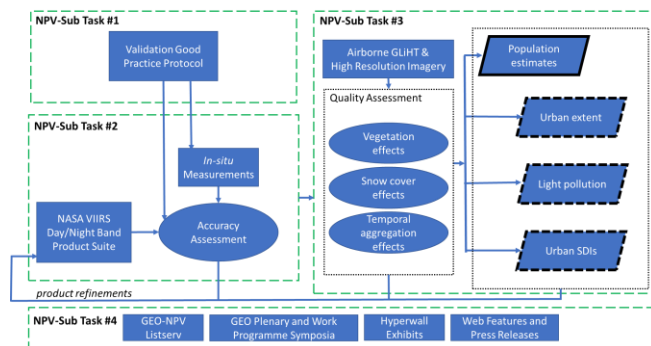 NPV-Sub Task #1
Validation Good
Practice Protocol
NPV-Sub Task #2
In-situ
Measurements
NASA VIIRS
Day/Night Band
Product Suite
Accuracy
Assessment
product refinements
NPV-Sub Task #3
Airborne GLiHT &
High Resolution Imagery
Quality Assessment
Vegetation
effects
Snow cover
effects
Temporal
aggregation
effects
Population
estimates
Urban extent
Light pollution
Urban SDIs
NPV-Sub Task #4
GEO-NPV
Listserv
GEO Plenary and Work
Programme Symposia
Hyperwall
Exhibits
Web Features and
Press Releases